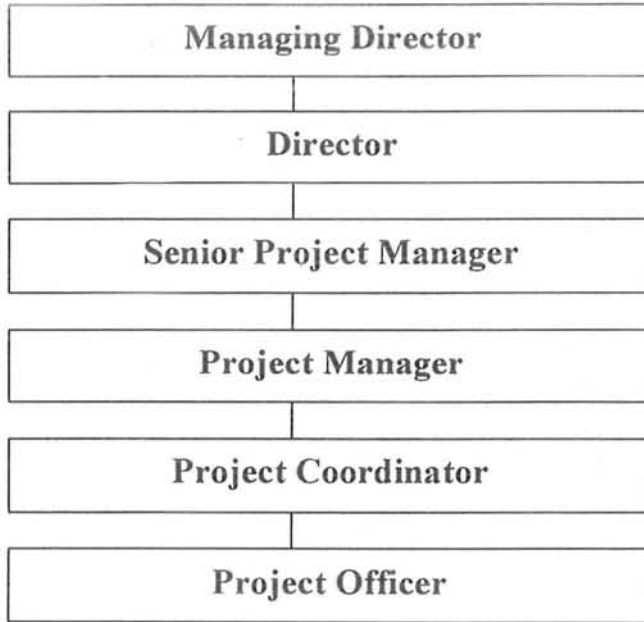 Managing Director
Director
Senior Project Manager
Project Manager
Project Coordinator
Project Officer